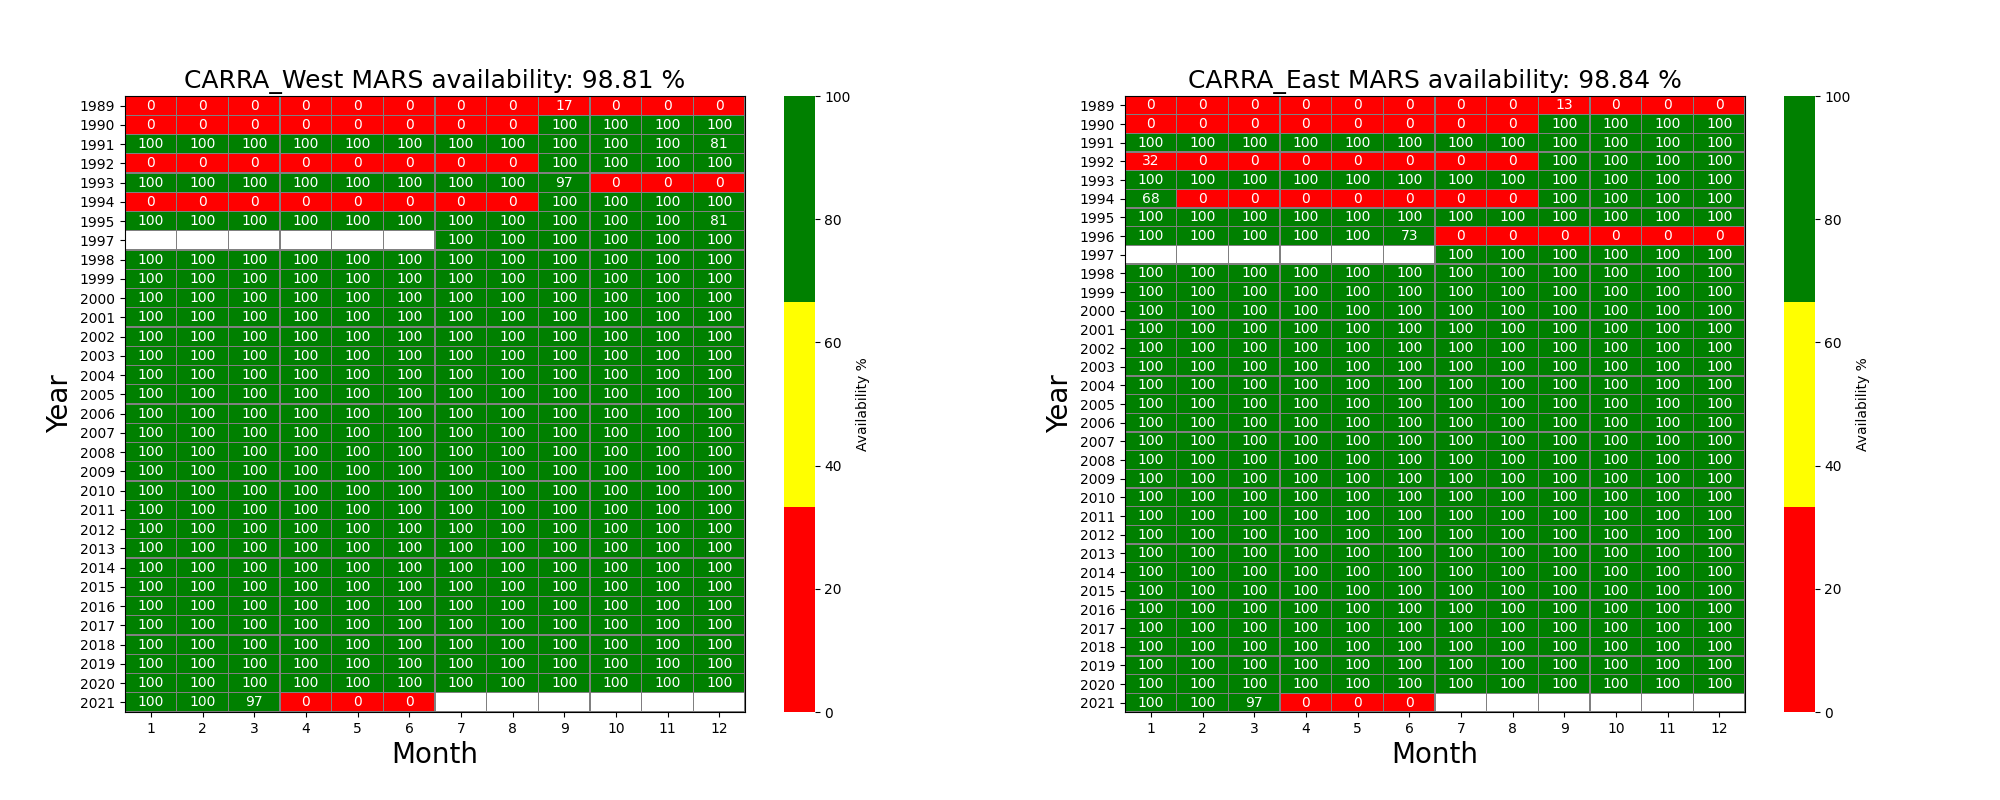 CARRA_West MARS availability: 98.81 %
1989 0 0 0 0 0 0 0 0 17 0 0 0
1990 0 0 0 0 0 0 0 0 100 100 100 100
1991 100 100 100 100 100 100 100 100 100 100 100 81
1992 0 0 0 0 0 0 0 0 100 100 100 100
1993 100 100 100 100 100 100 100 100 97 0 0 0
1994 0 0 0 0 0 0 0 0 100 100 100 100
1995 100 100 100 100 100 100 100 100 100 100 100 81
1997 100 100 100 100 100 100
1998 100 100 100 100 100 100 100 100 100 100 100 100
1999 100 100 100 100 100 100 100 100 100 100 100 100
2000 100 100 100 100 100 100 100 100 100 100 100 100
2001 100 100 100 100 100 100 100 100 100 100 100 100
2002 100 100 100 100 100 100 100 100 100 100 100 100
2003 100 100 100 100 100 100 100 100 100 100 100 100
2004 100 100 100 100 100 100 100 100 100 100 100 100
2005 100 100 100 100 100 100 100 100 100 100 100 100
2006 100 100 100 100 100 100 100 100 100 100 100 100
2007 100 100 100 100 100 100 100 100 100 100 100 100
2008 100 100 100 100 100 100 100 100 100 100 100 100
2009 100 100 100 100 100 100 100 100 100 100 100 100
2010 100 100 100 100 100 100 100 100 100 100 100 100
2011 100 100 100 100 100 100 100 100 100 100 100 100
2012 100 100 100 100 100 100 100 100 100 100 100 100
2013 100 100 100 100 100 100 100 100 100 100 100 100
2014 100 100 100 100 100 100 100 100 100 100 100 100
2015 100 100 100 100 100 100 100 100 100 100 100 100
2016 100 100 100 100 100 100 100 100 100 100 100 100
2017 100 100 100 100 100 100 100 100 100 100 100 100
2018 100 100 100 100 100 100 100 100 100 100 100 100
2019 100 100 100 100 100 100 100 100 100 100 100 100
2020 100 100 100 100 100 100 100 100 100 100 100 100
2021 100 100 97 0 0 0
1 2 3 4 5 6 7 8 9 10 11 12
Month
Year
100
80
60
40
20
0
Availability %
CARRA_East MARS availability: 98.84 %
1989 0 0 0 0 0 0 0 0 13 0 0 0
1990 0 0 0 0 0 0 0 0 100 100 100 100
1991 100 100 100 100 100 100 100 100 100 100 100 100
1992 32 0 0 0 0 0 0 0 100 100 100 100
1993 100 100 100 100 100 100 100 100 100 100 100 100
1994 68 0 0 0 0 0 0 0 100 100 100 100
1995 100 100 100 100 100 100 100 100 100 100 100 100
1996 100 100 100 100 100 73 0 0 0 0 0 0
1997 100 100 100 100 100 100
1998 100 100 100 100 100 100 100 100 100 100 100 100
1999 100 100 100 100 100 100 100 100 100 100 100 100
2000 100 100 100 100 100 100 100 100 100 100 100 100
2001 100 100 100 100 100 100 100 100 100 100 100 100
2002 100 100 100 100 100 100 100 100 100 100 100 100
2003 100 100 100 100 100 100 100 100 100 100 100 100
2004 100 100 100 100 100 100 100 100 100 100 100 100
2005 100 100 100 100 100 100 100 100 100 100 100 100
2006 100 100 100 100 100 100 100 100 100 100 100 100
2007 100 100 100 100 100 100 100 100 100 100 100 100
2008 100 100 100 100 100 100 100 100 100 100 100 100
2009 100 100 100 100 100 100 100 100 100 100 100 100
2010 100 100 100 100 100 100 100 100 100 100 100 100
2011 100 100 100 100 100 100 100 100 100 100 100 100
2012 100 100 100 100 100 100 100 100 100 100 100 100
2013 100 100 100 100 100 100 100 100 100 100 100 100
2014 100 100 100 100 100 100 100 100 100 100 100 100
2015 100 100 100 100 100 100 100 100 100 100 100 100
2016 100 100 100 100 100 100 100 100 100 100 100 100
2017 100 100 100 100 100 100 100 100 100 100 100 100
2018 100 100 100 100 100 100 100 100 100 100 100 100
2019 100 100 100 100 100 100 100 100 100 100 100 100
2020 100 100 100 100 100 100 100 100 100 100 100 100
2021 100 100 97 0 0 0
1 2 3 4 5 6 7 8 9 10 11 12
Month
Year
100
80
60
40
20
0
Availability %